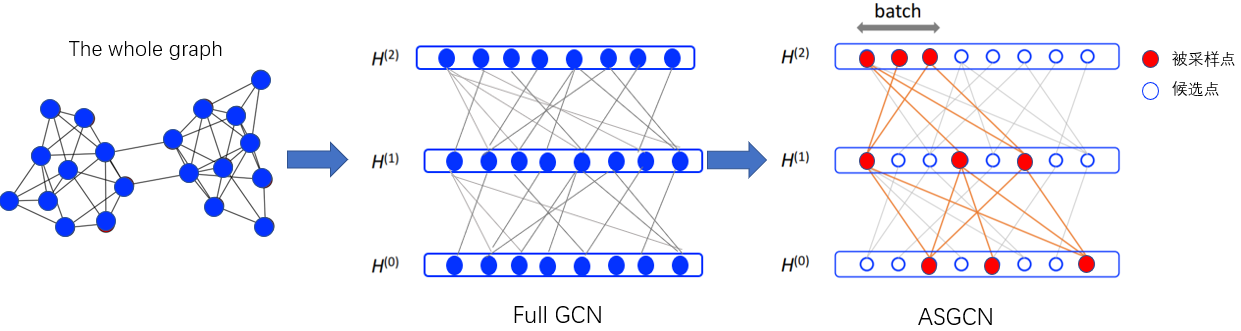 The whole graph
H(2)
H(1)
H(0)
Full GCN
batch
H(2)
H(1)
H(0)
ASGCN
被采样点
候选点